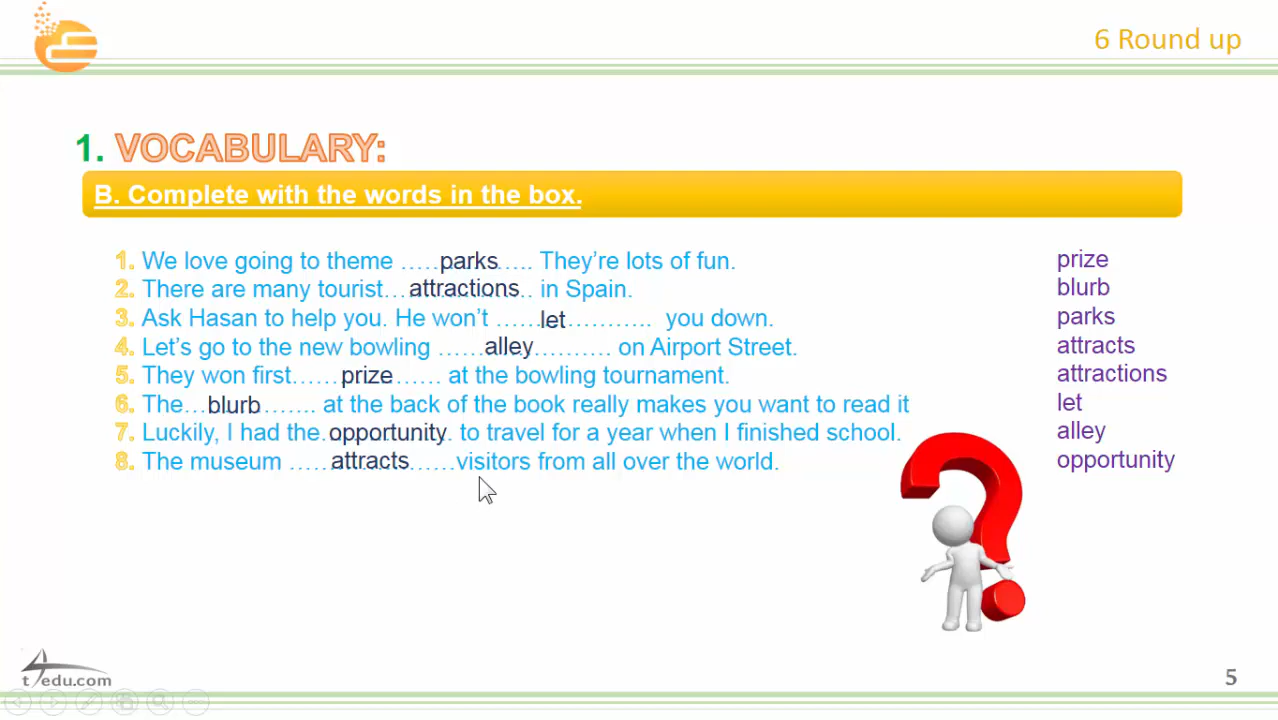 6 Round up
1. VOCABULARY:
B. Complete with the words in the box.
1. We love going to theme …..parks….. They’re lots of fun.
2. There are many tourist…attractions.. in Spain.
3. Ask Hasan to help you. He won’t ……let……….. you down.
4. Let’s go to the new bowling ……alley………. on Airport Street.
5. They won first……prize…… at the bowling tournament.
6. The…blurb……. at the back of the book really makes you want to read it
7. Luckily, I had the.opportunity. to travel for a year when I finished school.
8. The museum …..attracts……visitors from all over the world.
prize
blurb
parks
attracts
attractions
let
alley
opportunity
t4edu.com
5